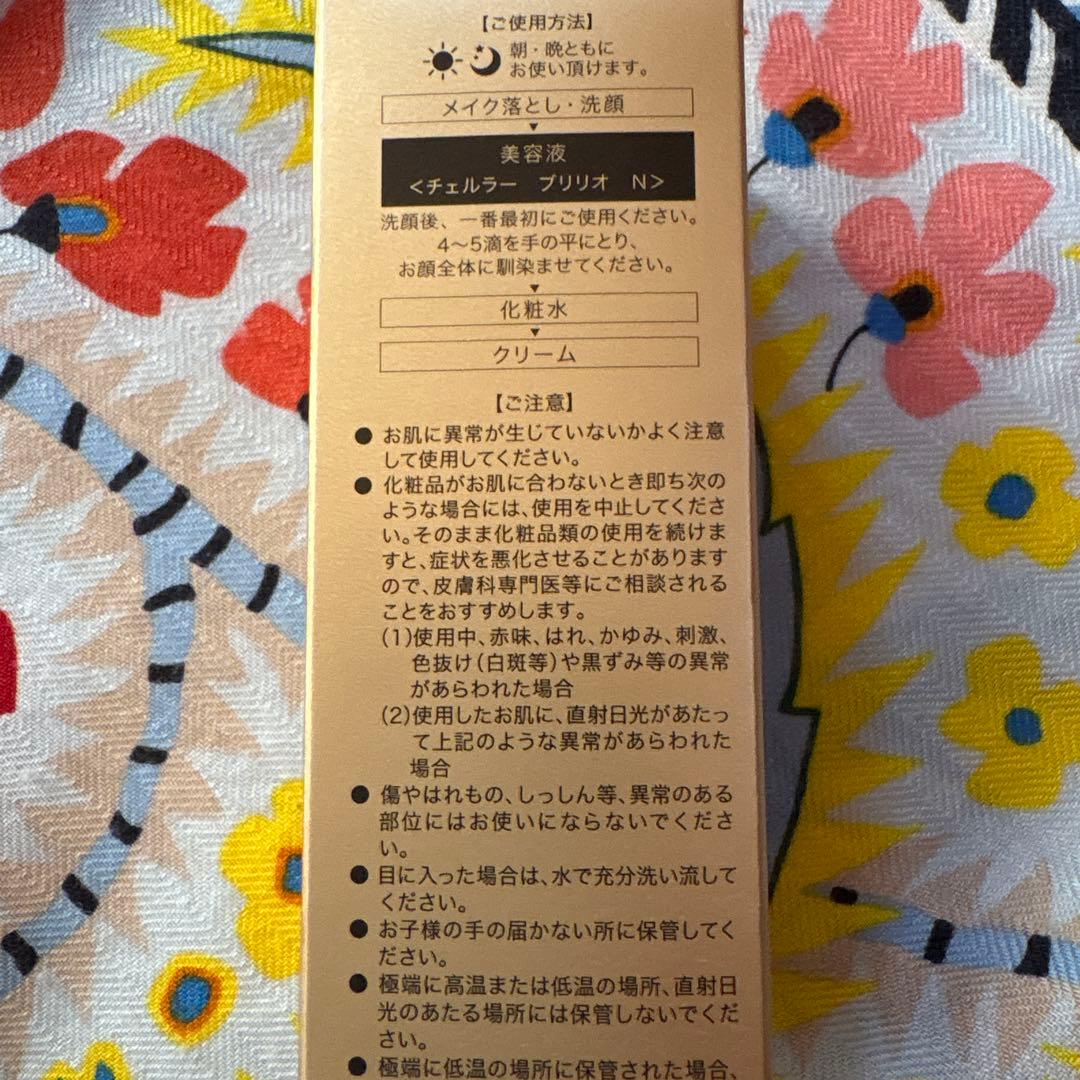 【ご使用方法】
朝・晩ともに
お使い頂けます。
メイク落とし・洗顔
美容液
＜チェルラー ブリリオ N＞
洗顔後、一番最初にご使用ください。
4〜5滴を手の平にとり、
お顔全体に馴染ませてください。
化粧水
クリーム
【ご注意】
● お肌に異常が生じていないかよく注意
して使用してください。
● 化粧品がお肌に合わないとき即ち次の
ような場合には、使用を中止してくださ
い。そのまま化粧品類の使用を続けま
すと、症状を悪化させることがあります
ので、皮膚科専門医等にご相談される
ことをおすすめします。
(1)使用中、赤味、はれ、かゆみ、刺激、
色抜け(白斑等)や黒ずみ等の異常
があらわれた場合
(2)使用したお肌に、直射日光があたっ
て上記のような異常があらわれた
場合
● 傷やはれもの、しっしん等、異常のある
部位にはお使いにならないでくださ
い。
● 目に入った場合は、水で充分洗い流して
ください。
● お子様の手の届かない所に保管してく
ださい。
● 極端に高温または低温の場所、直射日
光のあたる場所には保管しないでくだ
さい。
● 極端に低温の場所に保管された場合、